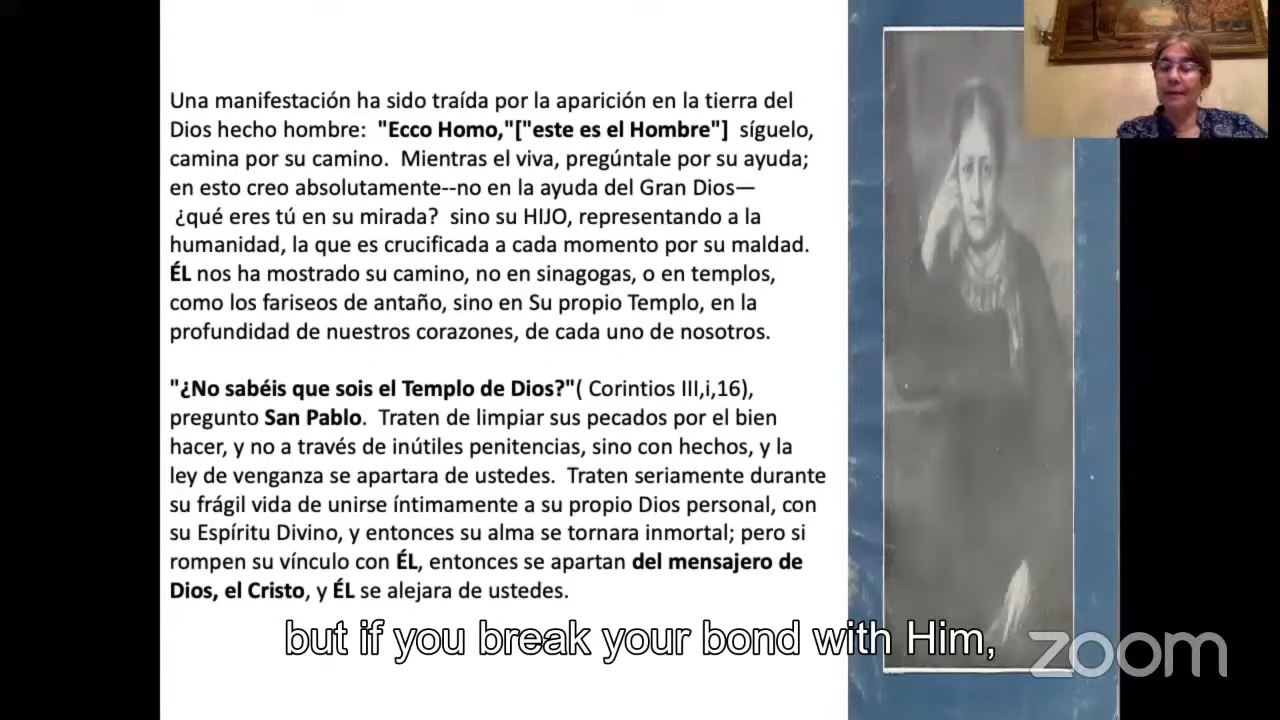 Una manifestación ha sido traída por la aparición en la tierra del
Dios hecho hombre:  "Ecco Homo,"["este es el Hombre"]  síguelo,
camina por su camino.  Mientras el viva, pregúntale por su ayuda;
en esto creo absolutamente--no en la ayuda del Gran Dios—
¿qué eres tú en su mirada?  sino su HIJO, representando a la
humanidad, la que es crucificada a cada momento por su maldad.
ÉL nos ha mostrado su camino, no en sinagogas, o en templos,
como los fariseos de antaño, sino en Su propio Templo, en la
profundidad de nuestros corazones, de cada uno de nosotros.
"¿No sabéis que sois el Templo de Dios?"( Corintios III,i,16),
pregunto San Pablo.  Traten de limpiar sus pecados por el bien
hacer, y no a través de inútiles penitencias, sino con hechos, y la
ley de venganza se apartara de ustedes.  Traten seriamente durante
su frágil vida de unirse íntimamente a su propio Dios personal, con
su Espíritu Divino, y entonces su alma se tornara inmortal; pero si
rompen su vínculo con ÉL, entonces se apartan del mensajero de
Dios, el Cristo, y ÉL se alejara de ustedes.
but if you break your bond with Him,
zoom